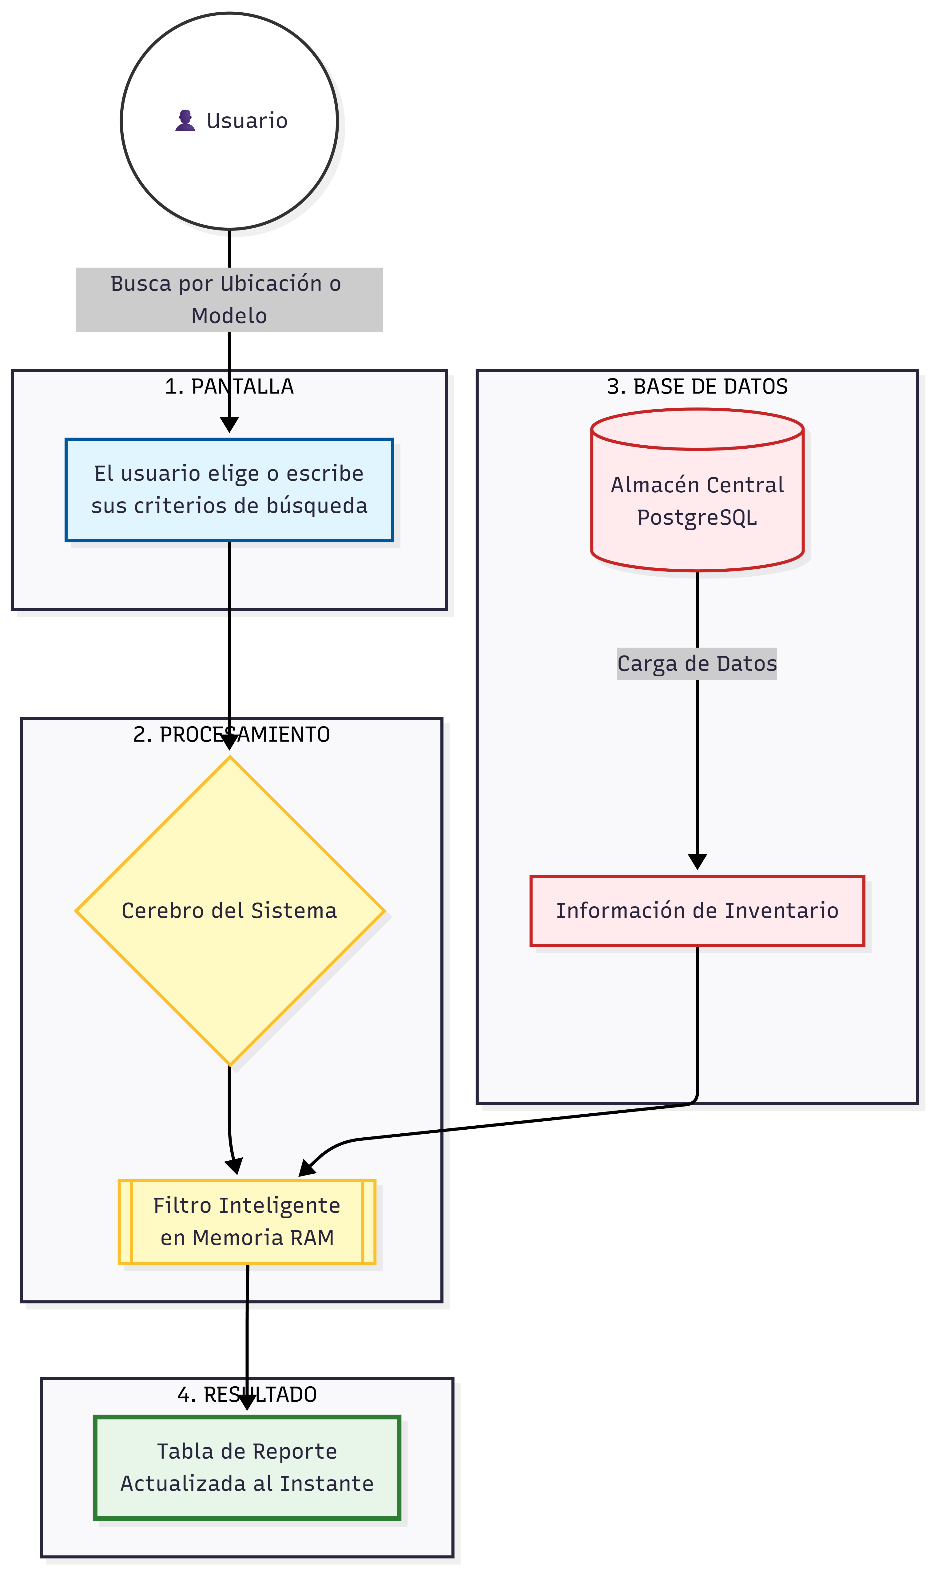 👤 Usuario
Busca por Ubicación o
Modelo
1. PANTALLA
El usuario elige o escribe
sus criterios de búsqueda
3. BASE DE DATOS
Almacén Central
PostgreSQL
Carga de Datos
Información de Inventario
2. PROCESAMIENTO
Cerebro del Sistema
Filtro Inteligente
en Memoria RAM
4. RESULTADO
Tabla de Reporte
Actualizada al Instante